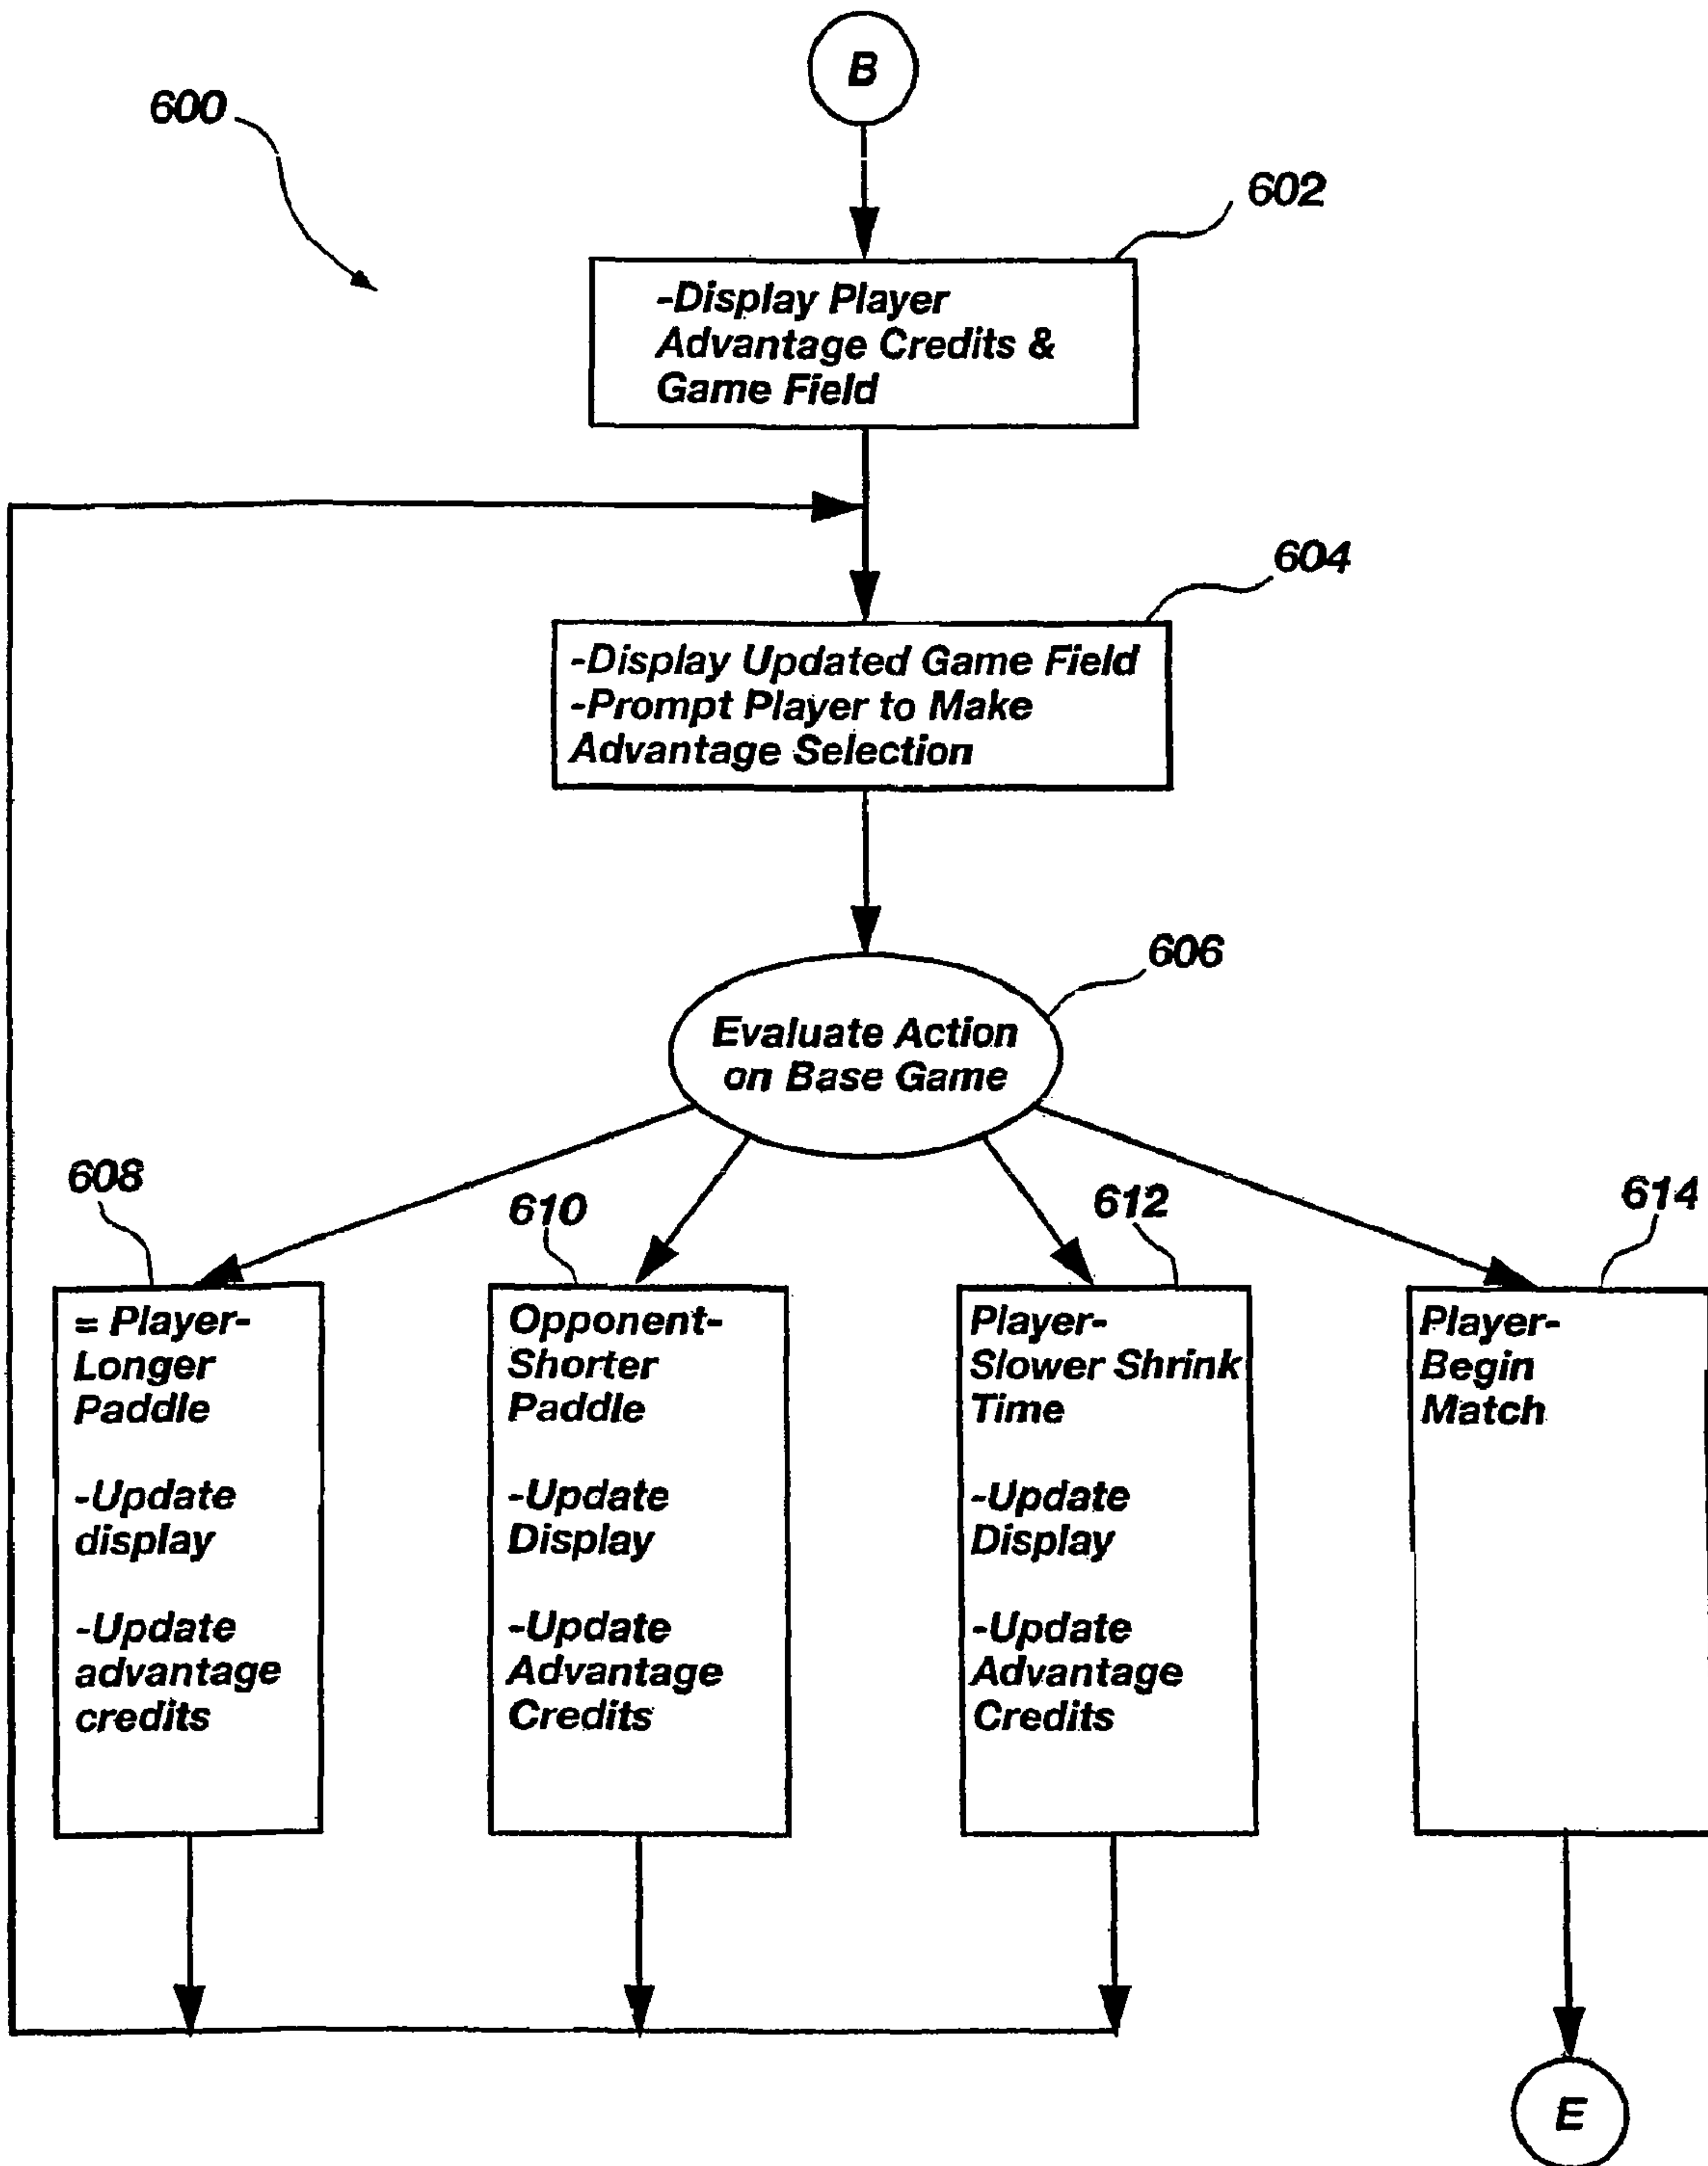 B
600
602
-Display Player
Advantage Credits &
Game Field
604
-Display Updated Game Field
-Prompt Player to Make
Advantage Selection
606
Evaluate Action
on Base Game
608
= Player-
Longer
Paddle
-Update
display
-Update
advantage
credits
610
Opponent-
Shorter
Paddle
-Update
Display
-Update
Advantage
Credits
612
Player-
Slower Shrink
Time
-Update
Display
-Update
Advantage
Credits
614
Player-
Begin
Match
E